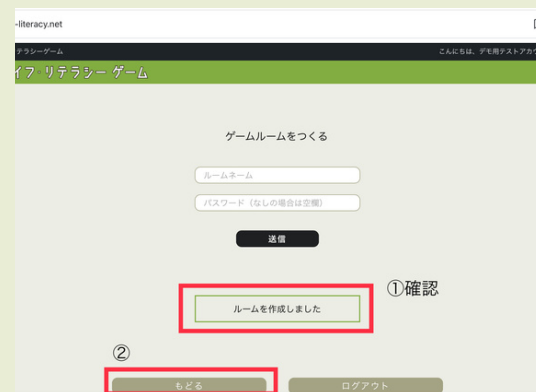 -literacy.net
テラシーゲーム
こんにちは、デモ用テストアカウ
イフ・リテラシー ゲーム
ゲームルームをつくる
ルームネーム
パスワード（なしの場合は空欄）
送信
①確認
ルームを作成しました
②
もどる
ログアウト